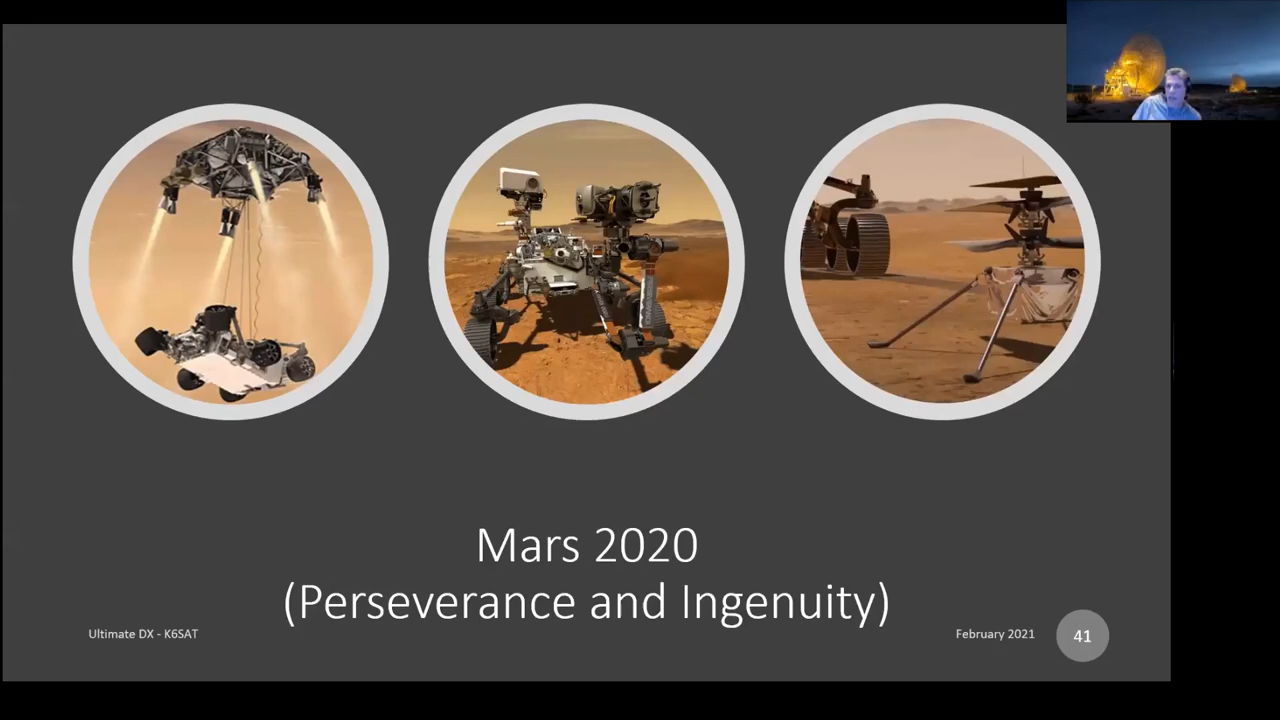 Mars 2020
(Perseverance and Ingenuity)
Ultimate DX - K6SAT
February 2021
41